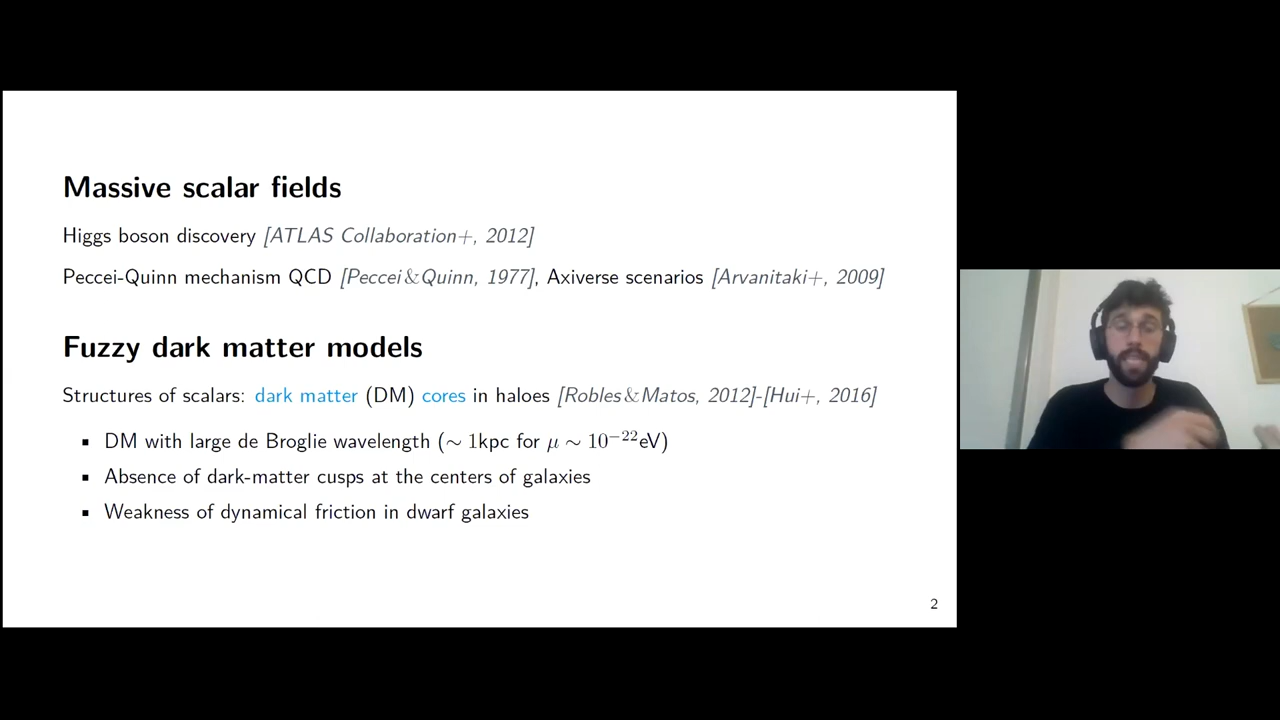 Massive scalar fields
Higgs boson discovery [ATLAS Collaboration+, 2012]
Peccei-Quinn mechanism QCD [Peccei&Quinn, 1977], Axiverse scenarios [Arvanitaki+, 2009]
Fuzzy dark matter models
Structures of scalars: dark matter (DM) cores in haloes [Robles&Matos, 2012]-[Hui+, 2016]
▪ DM with large de Broglie wavelength (∼ 1kpc for μ ∼ 10⁻²²eV)
▪ Absence of dark-matter cusps at the centers of galaxies
▪ Weakness of dynamical friction in dwarf galaxies
2